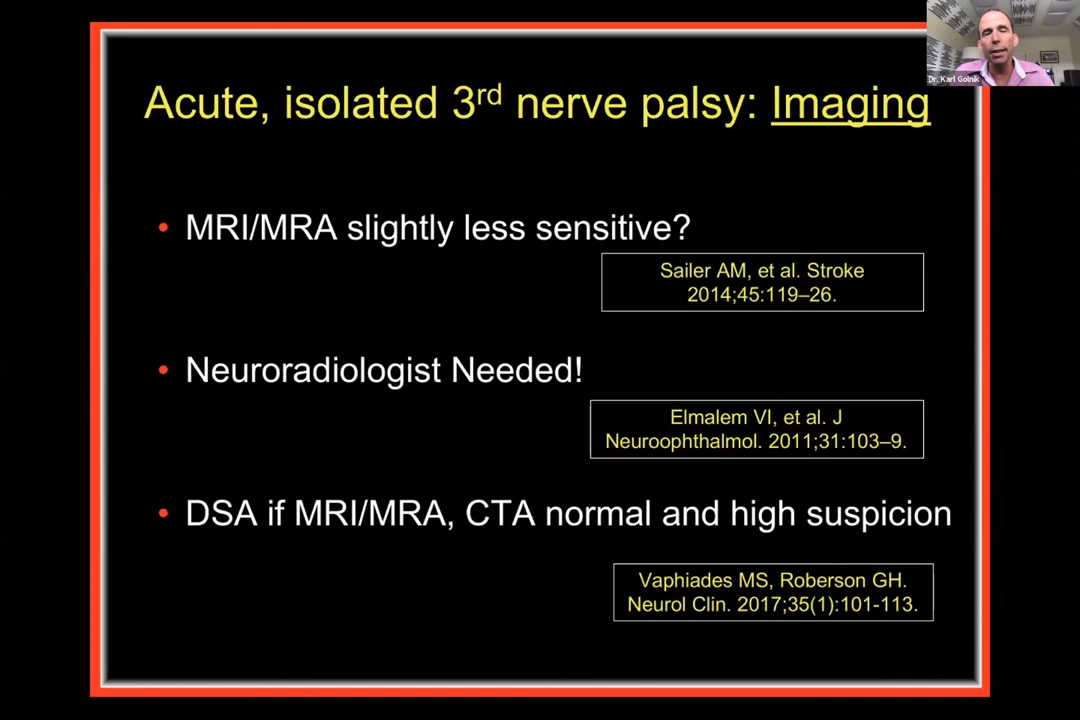 Dr. Karl Golnik
Acute, isolated 3rd nerve palsy: Imaging
• MRI/MRA slightly less sensitive?
Sailer AM, et al. Stroke
2014;45:119–26.
• Neuroradiologist Needed!
Elmalem VI, et al. J
Neuroophthalmol. 2011;31:103–9.
• DSA if MRI/MRA, CTA normal and high suspicion
Vaphiades MS, Roberson GH.
Neurol Clin. 2017;35(1):101-113.